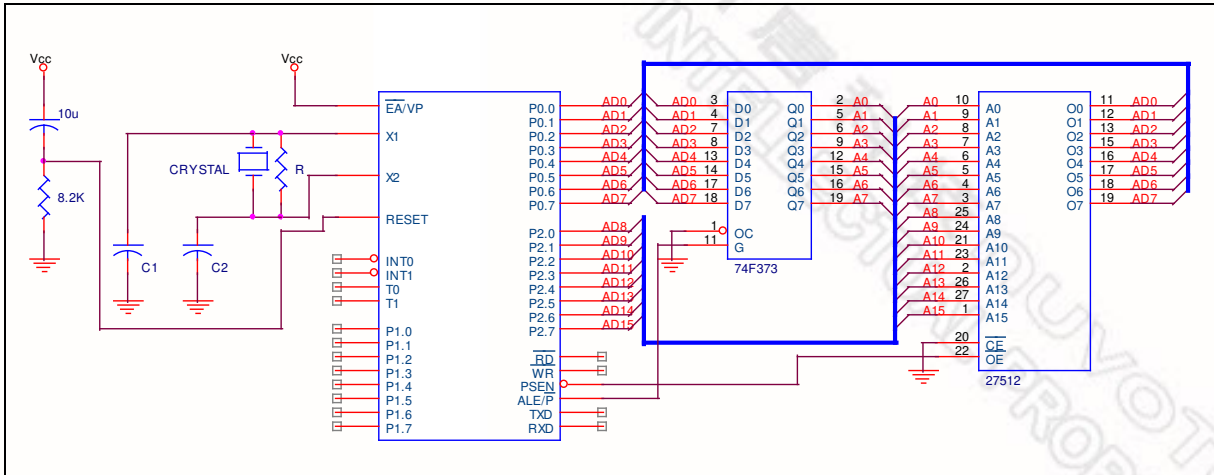 Vcc
10u
8.2K
C1
C2
Vcc
CRYSTAL
R
EA/VP
X1
X2
RESET
INT0
INT1
T0
T1
P1.0
P1.1
P1.2
P1.3
P1.4
P1.5
P1.6
P1.7
P0.0 AD0
P0.1 AD1
P0.2 AD2
P0.3 AD3
P0.4 AD4
P0.5 AD5
P0.6 AD6
P0.7 AD7
P2.0 AD8
P2.1 AD9
P2.2 AD10
P2.3 AD11
P2.4 AD12
P2.5 AD13
P2.6 AD14
P2.7 AD15
RD
WR
PSEN
ALE/P
TXD
RXD
AD0 3 D0 Q0 2 A0
AD1 4 D1 Q1 5 A1
AD2 7 D2 Q2 6 A2
AD3 8 D3 Q3 9 A3
AD4 13 D4 Q4 12 A4
AD5 14 D5 Q5 15 A5
AD6 17 D6 Q6 16 A6
AD7 18 D7 Q7 19 A7
1 OC
11 G
74F373
A0 10 A0 O0 11 AD0
A1 9 A1 O1 12 AD1
A2 8 A2 O2 13 AD2
A3 7 A3 O3 15 AD3
A4 6 A4 O4 16 AD4
A5 5 A5 O5 17 AD5
A6 4 A6 O6 18 AD6
A7 3 A7 O7 19 AD7
A8 25 A8
A9 24 A9
A10 21 A10
A11 23 A11
A12 2 A12
A13 26 A13
A14 27 A14
A15 1 A15
20 CE
22 OE
27512